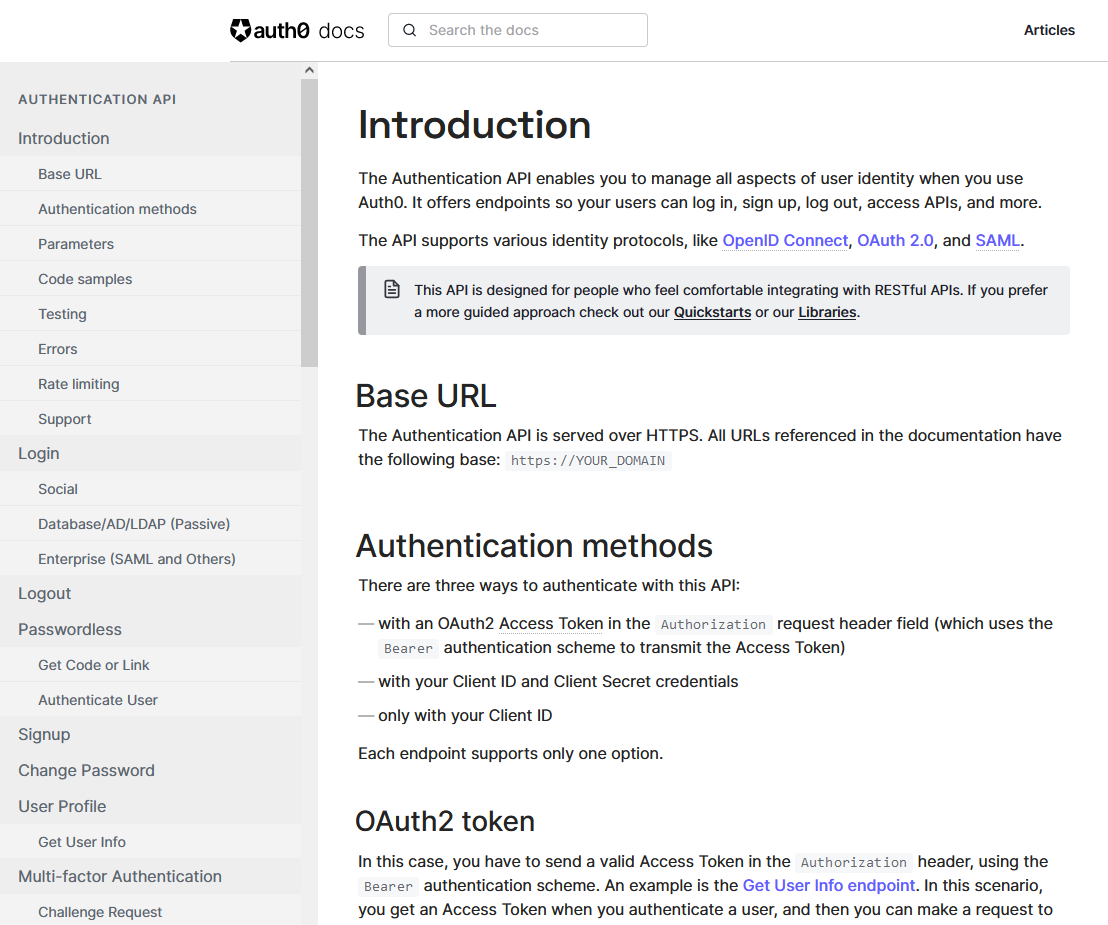 auth0 docs
Search the docs
Articles
AUTHENTICATION API
Introduction
Base URL
Authentication methods
Parameters
Code samples
Testing
Errors
Rate limiting
Support
Login
Social
Database/AD/LDAP (Passive)
Enterprise (SAML and Others)
Logout
Passwordless
Get Code or Link
Authenticate User
Signup
Change Password
User Profile
Get User Info
Multi-factor Authentication
Challenge Request
Introduction
The Authentication API enables you to manage all aspects of user identity when you use
Auth0. It offers endpoints so your users can log in, sign up, log out, access APIs, and more.
The API supports various identity protocols, like OpenID Connect, OAuth 2.0, and SAML.
This API is designed for people who feel comfortable integrating with RESTful APIs. If you prefer
a more guided approach check out our Quickstarts or our Libraries.
Base URL
The Authentication API is served over HTTPS. All URLs referenced in the documentation have
the following base: https://YOUR_DOMAIN
Authentication methods
There are three ways to authenticate with this API:
— with an OAuth2 Access Token in the Authorization request header field (which uses the
Bearer authentication scheme to transmit the Access Token)
— with your Client ID and Client Secret credentials
— only with your Client ID
Each endpoint supports only one option.
OAuth2 token
In this case, you have to send a valid Access Token in the Authorization header, using the
Bearer authentication scheme. An example is the Get User Info endpoint. In this scenario,
you get an Access Token when you authenticate a user, and then you can make a request to